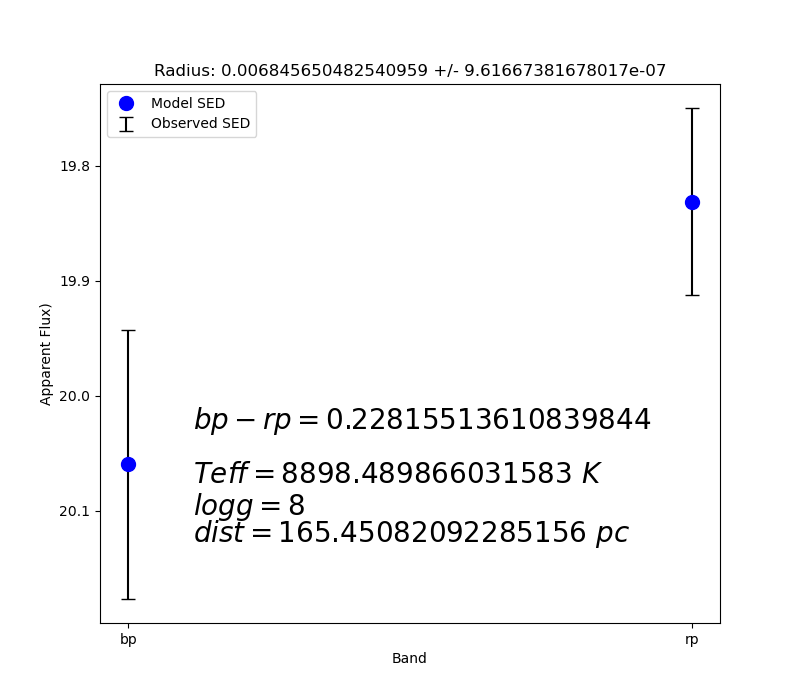 Radius: 0.006845650482540959 +/- 9.61667381678017e-07
Model SED
Observed SED
19.8
19.9
20.0
20.1
Apparent Flux)
bp − rp = 0.22815513610839844
Teff = 8898.489866031583 K
logg = 8
dist = 165.45082092285156 pc
bp
rp
Band